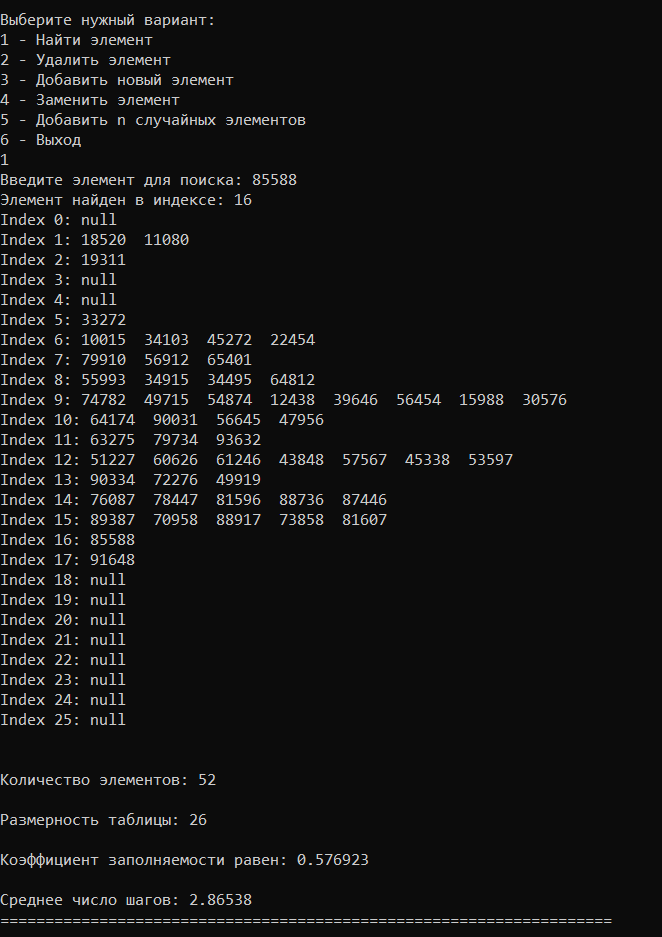 Выберите нужный вариант:
1 - Найти элемент
2 - Удалить элемент
3 - Добавить новый элемент
4 - Заменить элемент
5 - Добавить n случайных элементов
6 - Выход
1
Введите элемент для поиска: 85588
Элемент найден в индексе: 16
Index 0: null
Index 1: 18520  11080
Index 2: 19311
Index 3: null
Index 4: null
Index 5: 33272
Index 6: 10015  34103  45272  22454
Index 7: 79910  56912  65401
Index 8: 55993  34915  34495  64812
Index 9: 74782  49715  54874  12438  39646  56454  15988  30576
Index 10: 64174  90031  56645  47956
Index 11: 63275  79734  93632
Index 12: 51227  60626  61246  43848  57567  45338  53597
Index 13: 90334  72276  49919
Index 14: 76087  78447  81596  88736  87446
Index 15: 89387  70958  88917  73858  81607
Index 16: 85588
Index 17: 91648
Index 18: null
Index 19: null
Index 20: null
Index 21: null
Index 22: null
Index 23: null
Index 24: null
Index 25: null
Количество элементов: 52
Размерность таблицы: 26
Коэффициент заполняемости равен: 0.576923
Среднее число шагов: 2.86538
====================================================================